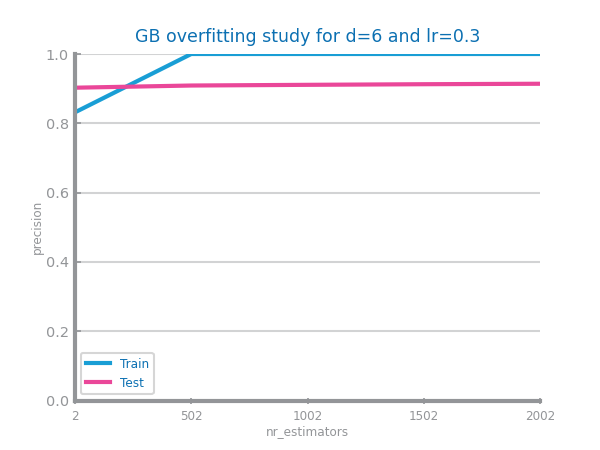 GB overfitting study for d=6 and lr=0.3
1.0
0.8
0.6
0.4
0.2
0.0
precision
Train
Test
2 502 1002 1502 2002
nr_estimators